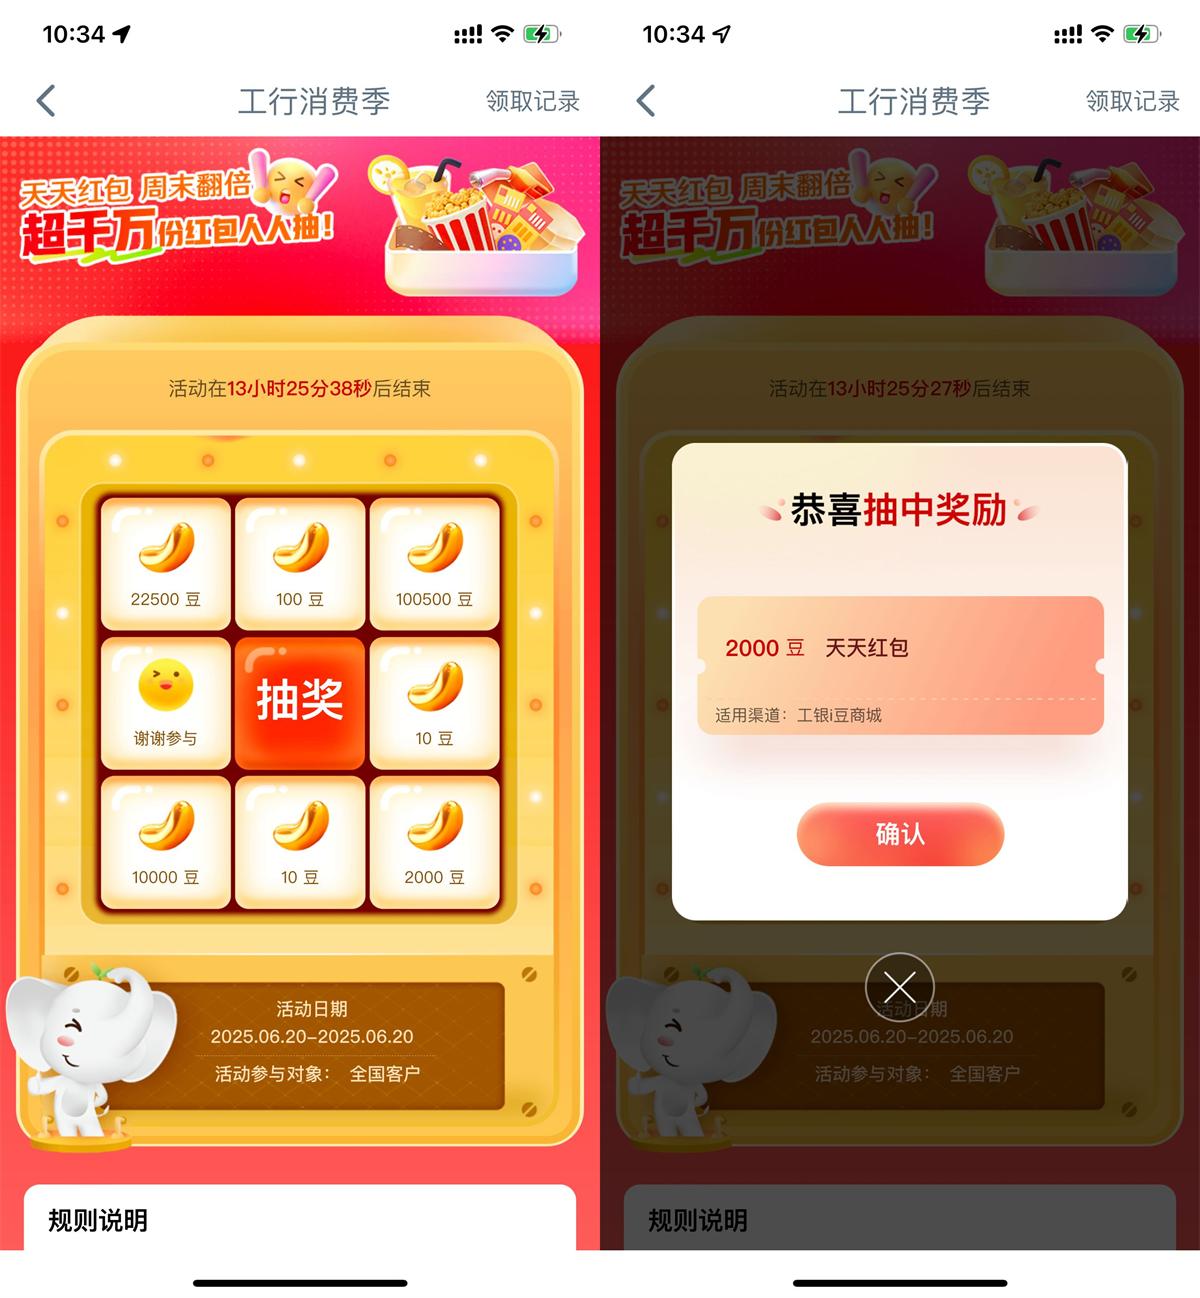 10:34
工行消费季
领取记录
天天红包 周末翻倍
超千万份红包人人抽!
活动在13小时25分38秒后结束
22500 豆
100 豆
100500 豆
谢谢参与
抽奖
10 豆
10000 豆
10 豆
2000 豆
活动日期
2025.06.20-2025.06.20
活动参与对象： 全国客户
规则说明
10:34
工行消费季
领取记录
天天红包 周末翻倍
超千万份红包人人抽!
活动在13小时25分27秒后结束
恭喜抽中奖励
2000 豆 天天红包
适用渠道：工银i豆商城
确认
活动日期
2025.06.20-2025.06.20
活动参与对象： 全国客户
规则说明